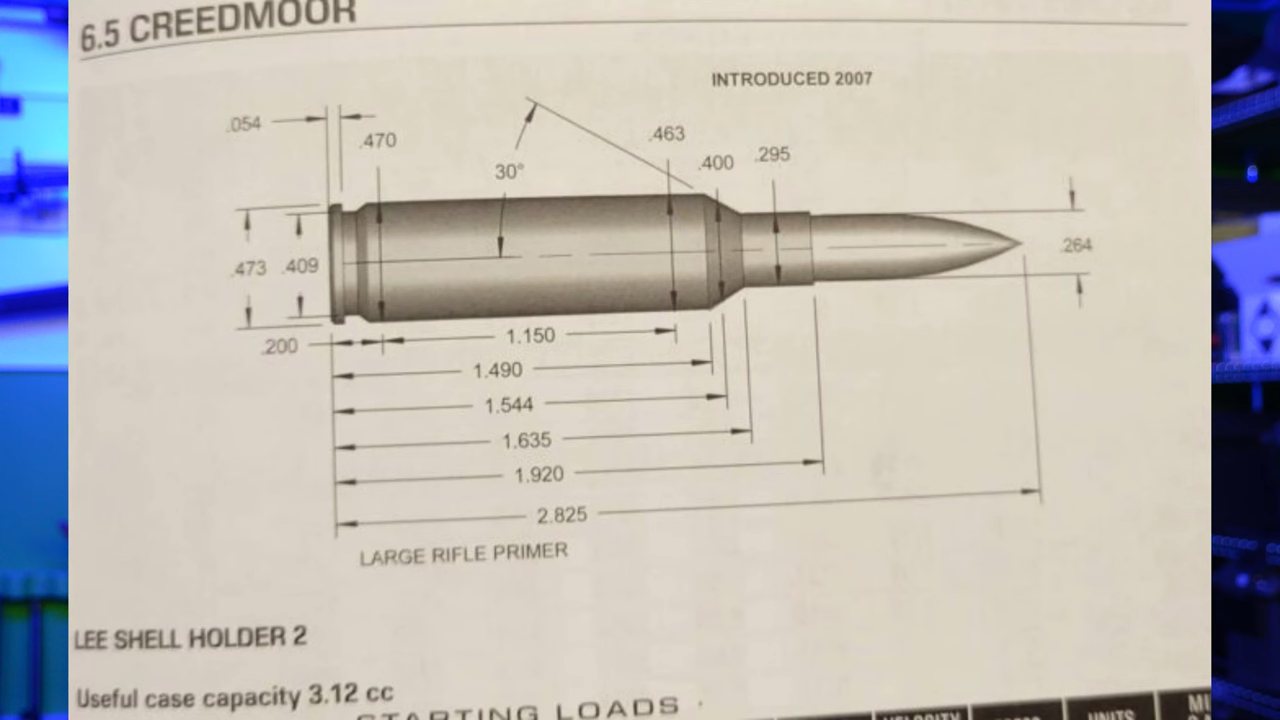 6.5 CREEDMOOR
INTRODUCED 2007
.054
.470
30°
.463
.400
.295
.473
.409
.264
.200
1.150
1.490
1.544
1.635
1.920
2.825
LARGE RIFLE PRIMER
LEE SHELL HOLDER 2
Useful case capacity 3.12 cc
STARTING LOADS
VELOCITY
UNITS